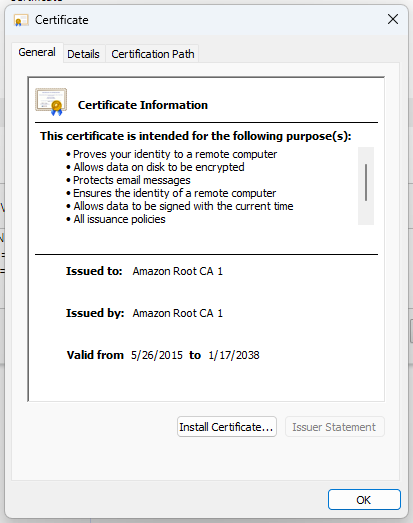 Certificate
General
Details
Certification Path
Certificate Information
This certificate is intended for the following purpose(s):
• Proves your identity to a remote computer
• Allows data on disk to be encrypted
• Protects email messages
• Ensures the identity of a remote computer
• Allows data to be signed with the current time
• All issuance policies
Issued to: Amazon Root CA 1
Issued by: Amazon Root CA 1
Valid from 5/26/2015 to 1/17/2038
Install Certificate...
Issuer Statement
OK